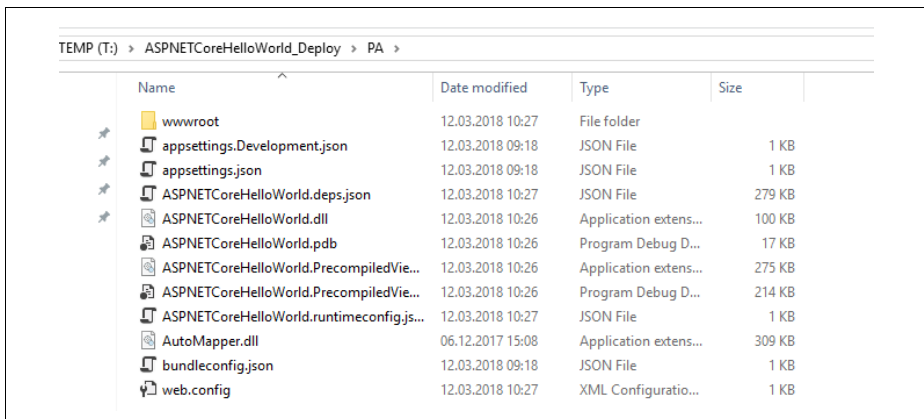 TEMP (T:) > ASPNETCoreHelloWorld_Deploy > PA >
Name Date modified Type Size
wwwroot 12.03.2018 10:27 File folder
appsettings.Development.json 12.03.2018 09:18 JSON File 1 KB
appsettings.json 12.03.2018 09:18 JSON File 1 KB
ASPNETCoreHelloWorld.deps.json 12.03.2018 10:27 JSON File 279 KB
ASPNETCoreHelloWorld.dll 12.03.2018 10:26 Application extens... 100 KB
ASPNETCoreHelloWorld.pdb 12.03.2018 10:26 Program Debug D... 17 KB
ASPNETCoreHelloWorld.PrecompiledVie... 12.03.2018 10:26 Application extens... 275 KB
ASPNETCoreHelloWorld.PrecompiledVie... 12.03.2018 10:26 Program Debug D... 214 KB
ASPNETCoreHelloWorld.runtimeconfig.js... 12.03.2018 10:27 JSON File 1 KB
AutoMapper.dll 06.12.2017 15:08 Application extens... 309 KB
bundleconfig.json 12.03.2018 09:18 JSON File 1 KB
web.config 12.03.2018 10:27 XML Configuratio... 1 KB